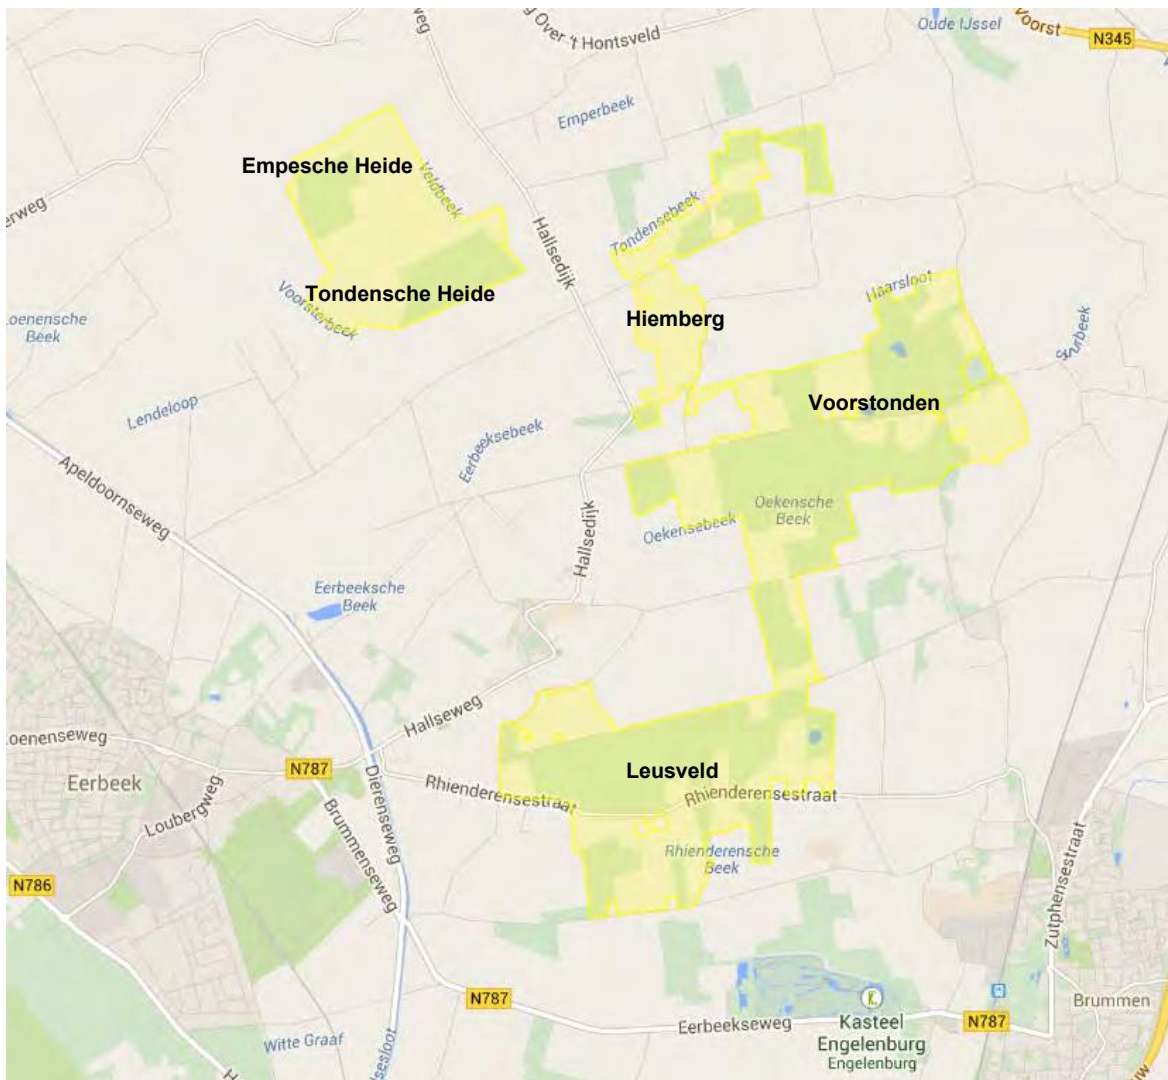 Over 't Hontsveld
Oude IJssel
Voorst
N345
Emperbeek
Empesche Heide
Veldbeek
Tondensebeek
Hallsedijk
Tondensche Heide
Voorsterbeek
Haarsloot
Hiemberg
Loenensche
Beek
Voorstonden
Lendeloop
Eerbeeksebeek
Apeldoornseweg
Oekensche
Beek
Oekensebeek
Hallsedijk
Eerbeeksche
Beek
Hallseweg
Loenenseweg
Leusveld
N787
Eerbeek
Dierenseweg
Rhienderensestraat
Rhienderensestraat
Loubergweg
Brummenseweg
Rhienderensche
Beek
N786
Zutphensestraat
N787
Kasteel
Engelenburg
Engelenburg
Eerbeekseweg
N787
Brummen
Witte Graaf